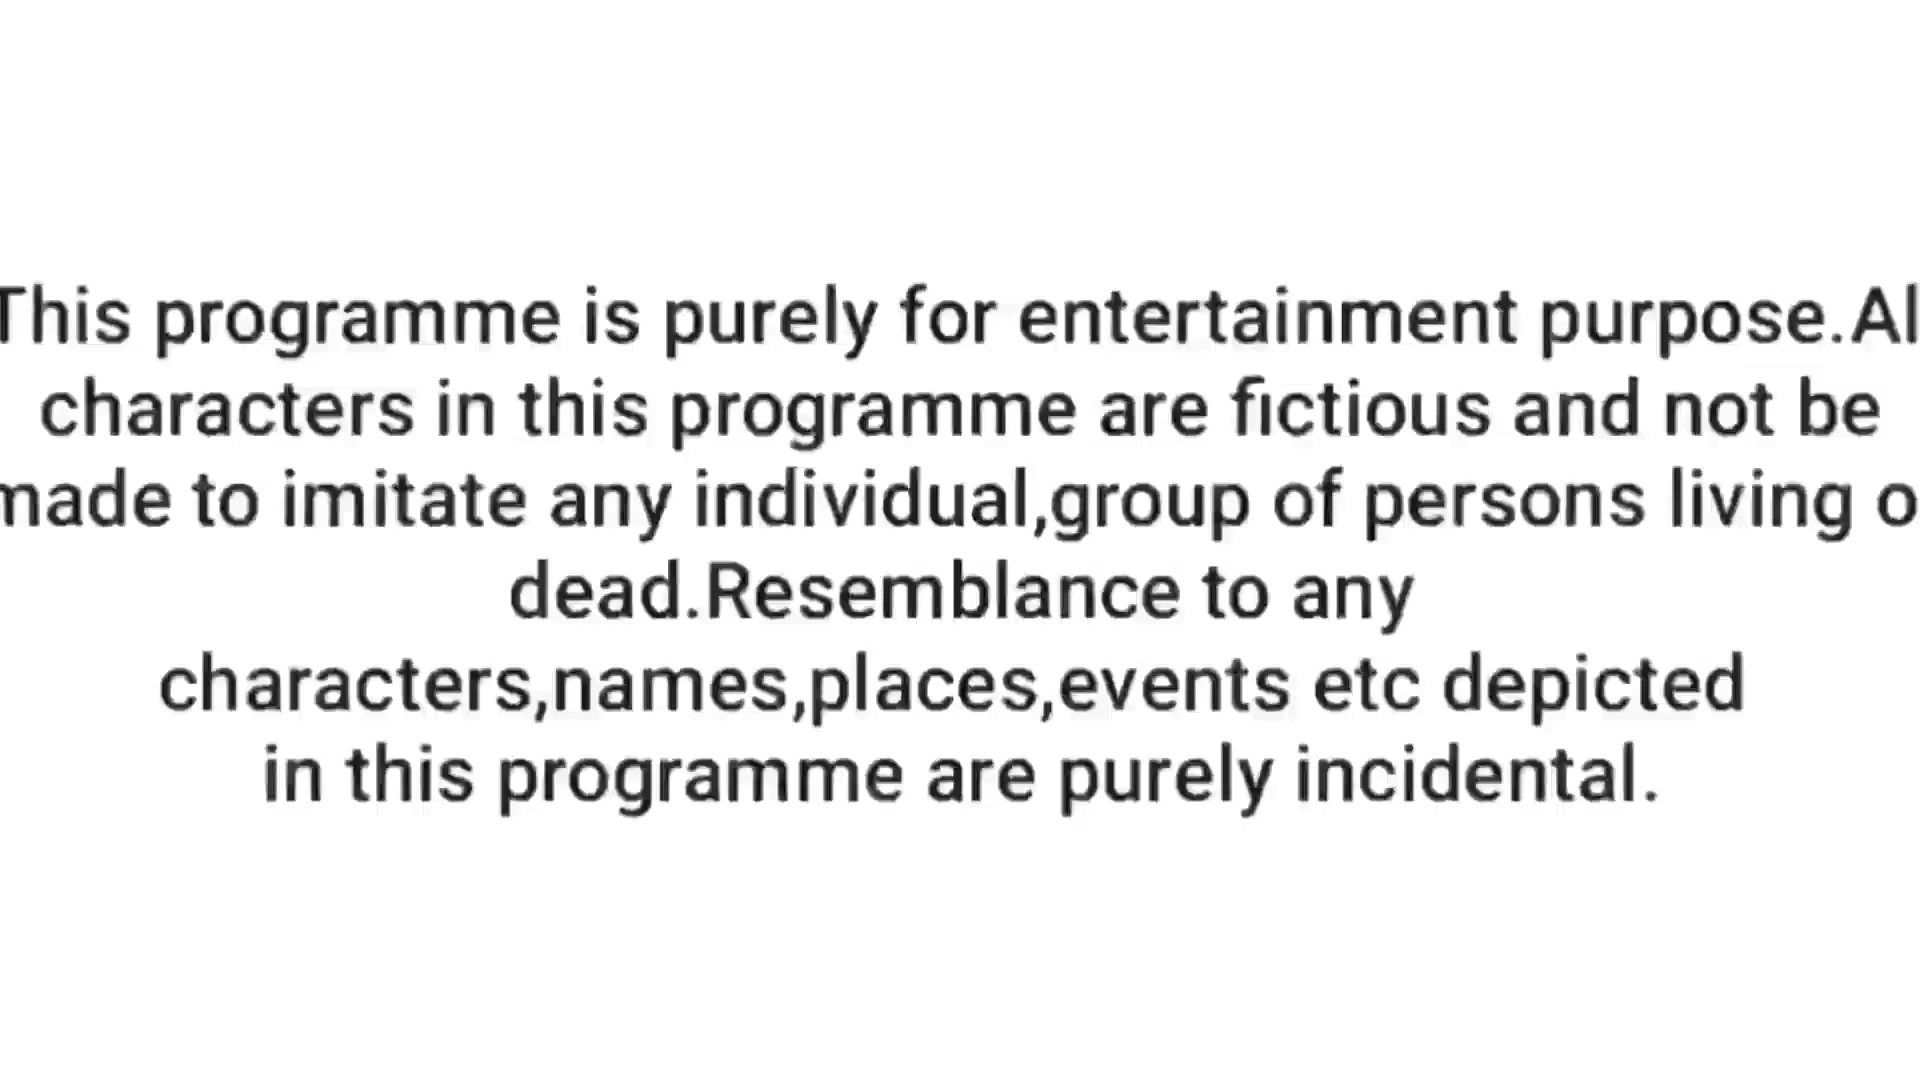 This programme is purely for entertainment purpose.Al
characters in this programme are fictious and not be
made to imitate any individual,group of persons living o
dead.Resemblance to any
characters,names,places,events etc depicted
in this programme are purely incidental.